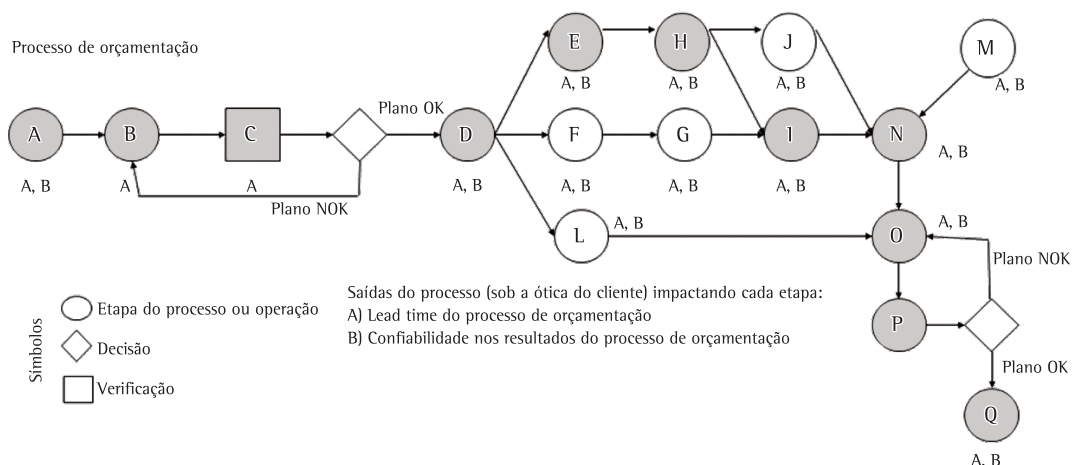 Processo de orçamentação
E
H
J
M
A, B
A, B
A, B
A, B
Plano OK
A
B
C
D
F
G
I
N
A, B
A
A
A, B
A, B
A, B
A, B
A, B
Plano NOK
L
A, B
O
A, B
Plano NOK
Símbolos
Etapa do processo ou operação
Decisão
Verificação
Saídas do processo (sob a ótica do cliente) impactando cada etapa:
A) Lead time do processo de orçamentação
B) Confiabilidade nos resultados do processo de orçamentação
P
Plano OK
Q
A, B